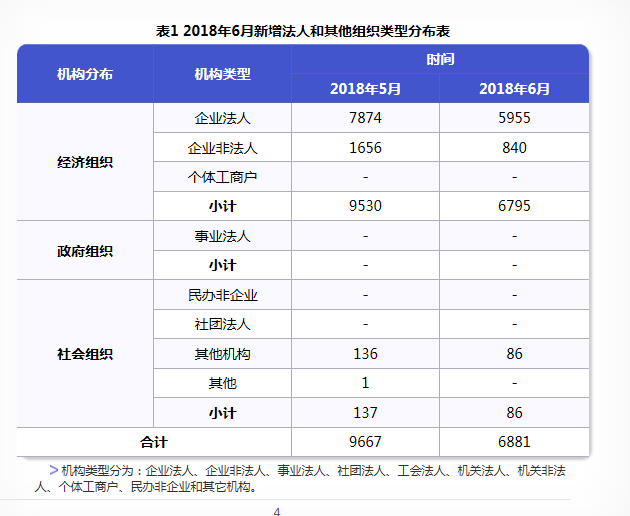 表1 2018年6月新增法人和其他组织类型分布表
机构分布 机构类型 时间
2018年5月 2018年6月
经济组织 企业法人 7874 5955
企业非法人 1656 840
个体工商户 - -
小计 9530 6795
政府组织 事业法人 - -
小计 - -
社会组织 民办非企业 - -
社团法人 - -
其他机构 136 86
其他 1 -
小计 137 86
合计 9667 6881
>机构类型分为：企业法人、企业非法人、事业法人、社团法人、工会法人、机关法人、机关非法
人、个体工商户、民办非企业和其它机构。
4